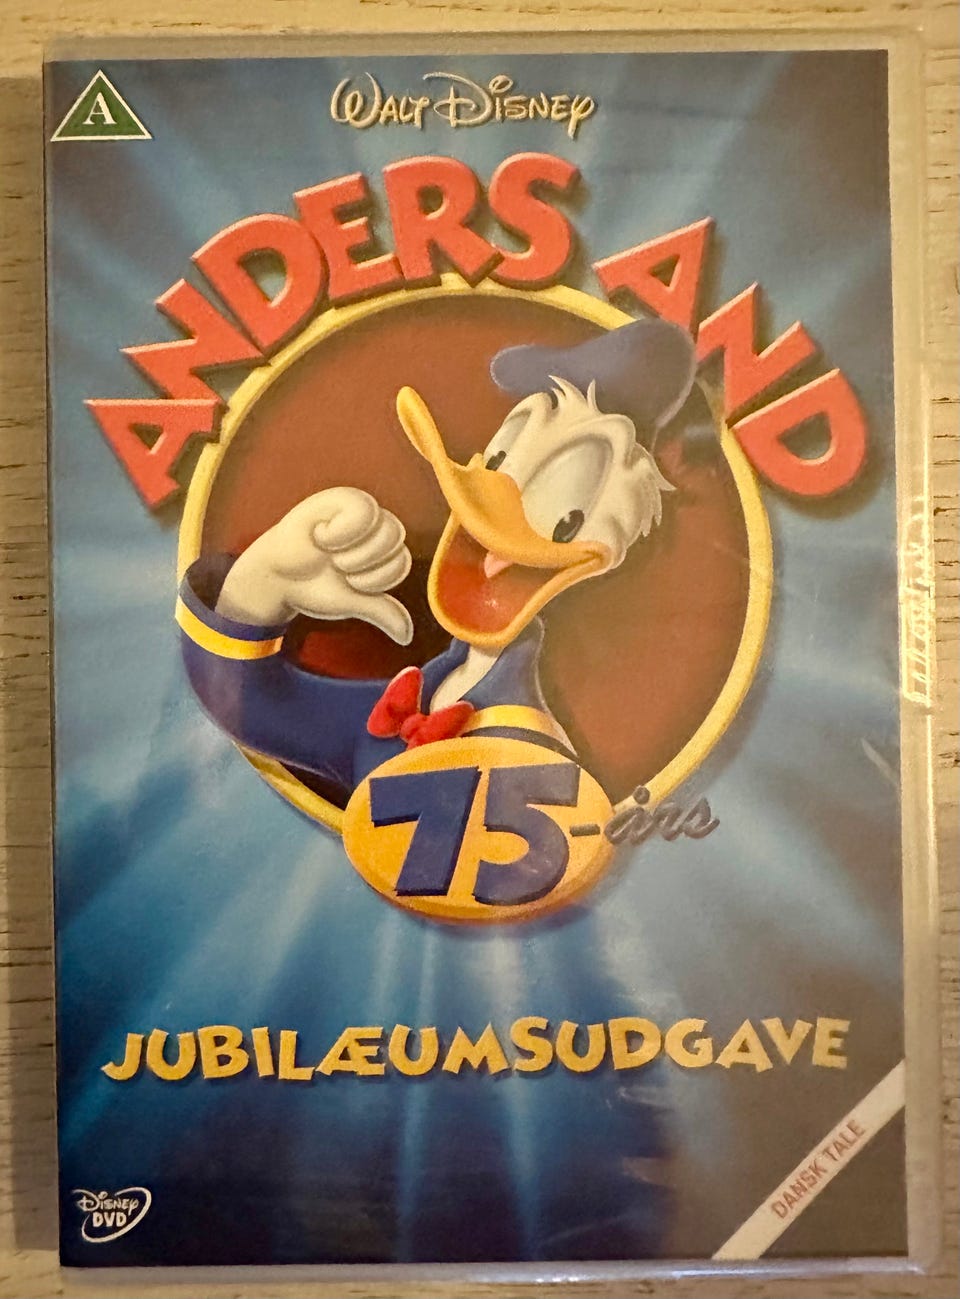 A
WALT DISNEY
ANDERS AND
75-års
JUBILÆUMSUDGAVE
DANSK TALE
DISNEY
DVD